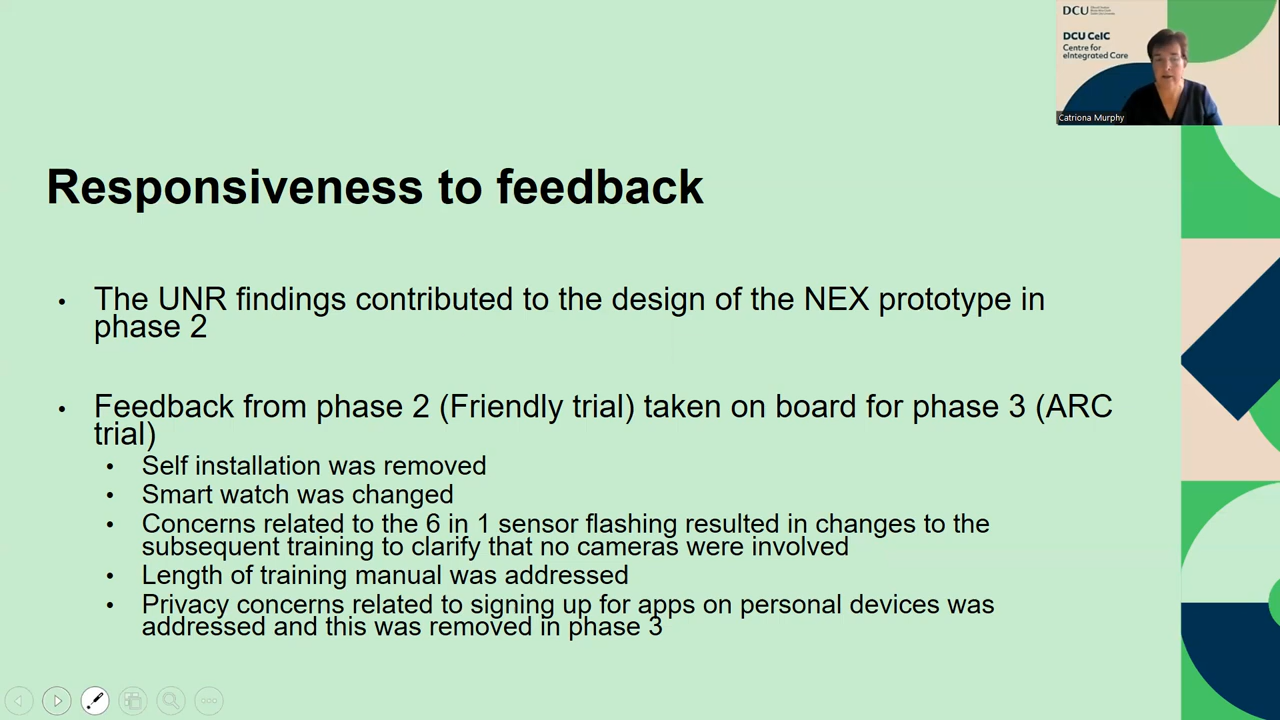 DCU
DCU CeIC
Centre for
eIntegrated Care
Catriona Murphy
Responsiveness to feedback
• The UNR findings contributed to the design of the NEX prototype in
phase 2
• Feedback from phase 2 (Friendly trial) taken on board for phase 3 (ARC
trial)
• Self installation was removed
• Smart watch was changed
• Concerns related to the 6 in 1 sensor flashing resulted in changes to the
subsequent training to clarify that no cameras were involved
• Length of training manual was addressed
• Privacy concerns related to signing up for apps on personal devices was
addressed and this was removed in phase 3